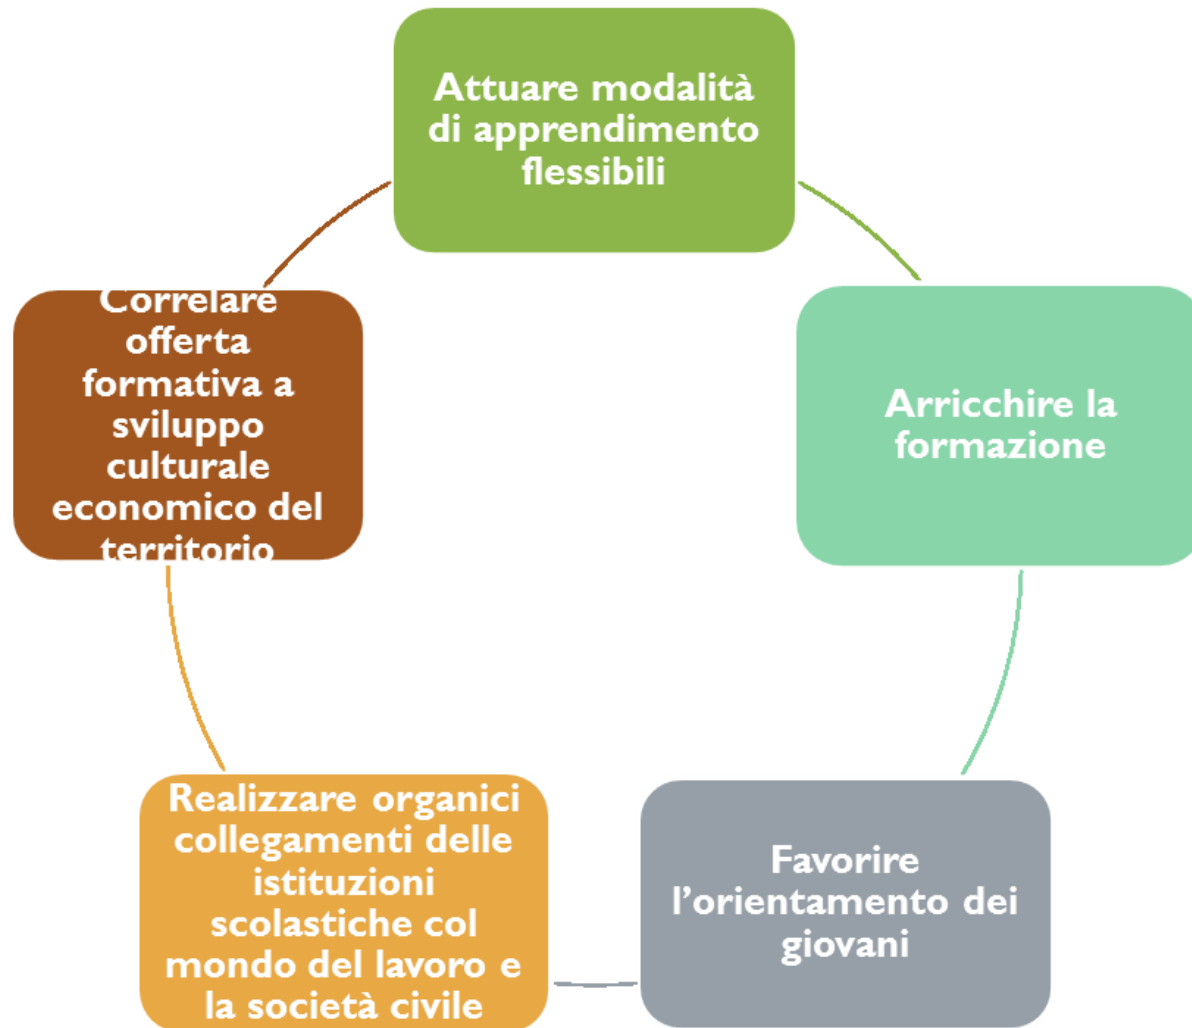 Attuare modalità
di apprendimento
flessibili
Arricchire la
formazione
Favorire
l’orientamento dei
giovani
Realizzare organici
collegamenti delle
istituzioni
scolastiche col
mondo del lavoro e
la società civile
Correlare
offerta
formativa a
sviluppo
culturale
economico del
territorio